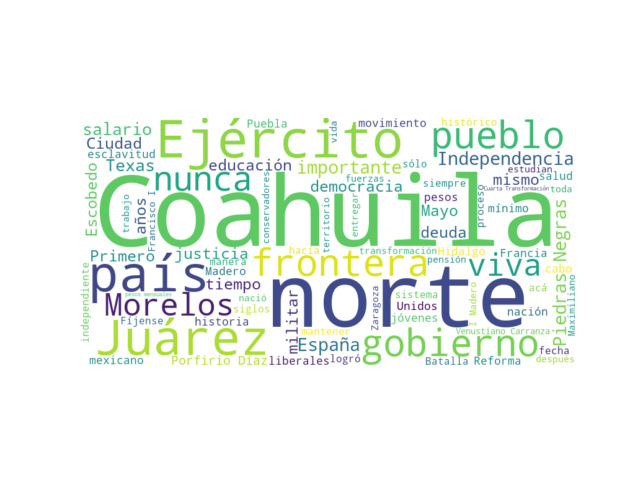 Puebla
movimiento
histórico
salario
Ejército
vida
pueblo
Ciudad
esclavitud
educación
importante
sólo
Independencia
estudian
Texas
nunca
conservadores
democracia
siempre
mismo
salud
Cuarta Transformación
toda
Escobedo
años
trabajo
Francisco I
Coahuila
fuerzas
territorio
entregar
pesos
Mayo
proceso
mínimo
deuda
Negras
Primero
justicia
hacia
transformación
Hidalgo
Francia
Madero
frontera
pensión
viva
cabo
país
norte
tiempo
independiente
pesos mensuales
nació
sistema
acá
Morelos
siglos
militar
Zaragoza
Unidos
I Madero
nación
Maximiliano
Fíjense
historia
mantener
jóvenes
Venustiano Carranza
Piedras
Juárez
España
gobierno
fecha
mexicano
Porfirio Díaz
liberales
logró
Batalla
Reforma
después
manera